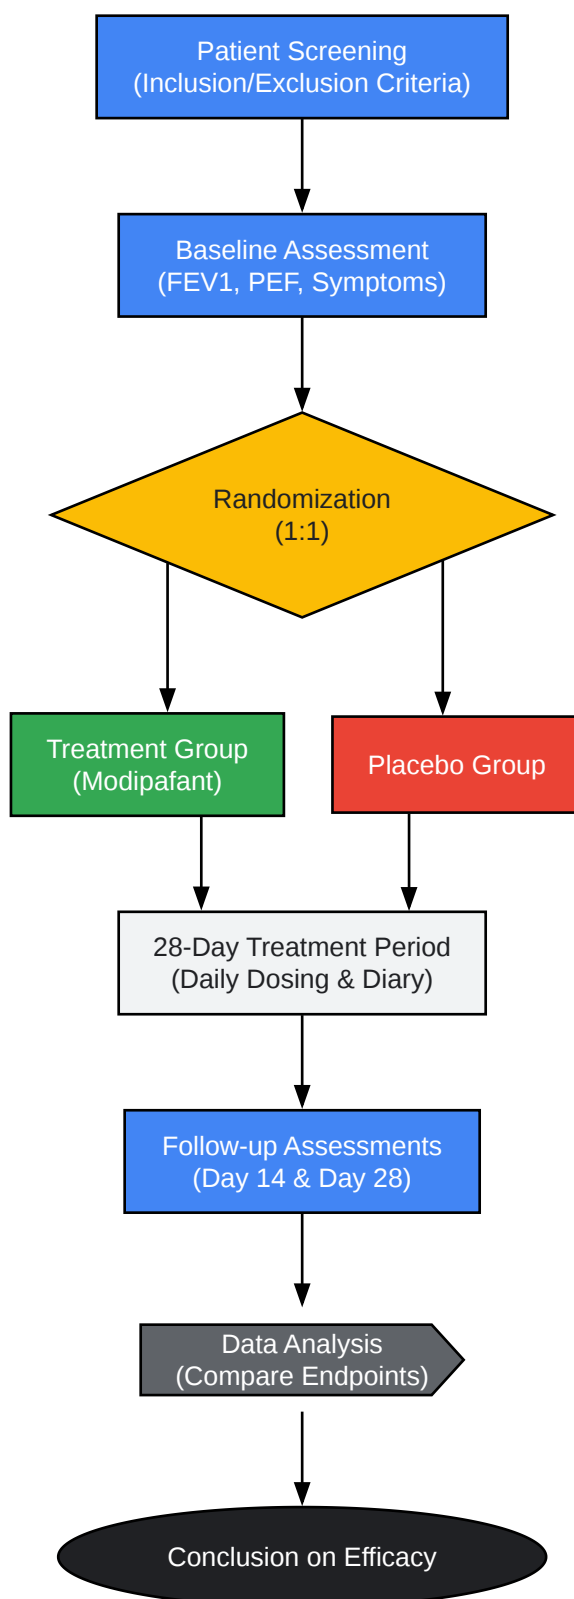 Patient Screening
(Inclusion/Exclusion Criteria)
Baseline Assessment
(FEV1, PEF, Symptoms)
Randomization
(1:1)
Treatment Group
(Modipafant)
Placebo Group
28-Day Treatment Period
(Daily Dosing & Diary)
Follow-up Assessments
(Day 14 & Day 28)
Data Analysis
(Compare Endpoints)
Conclusion on Efficacy